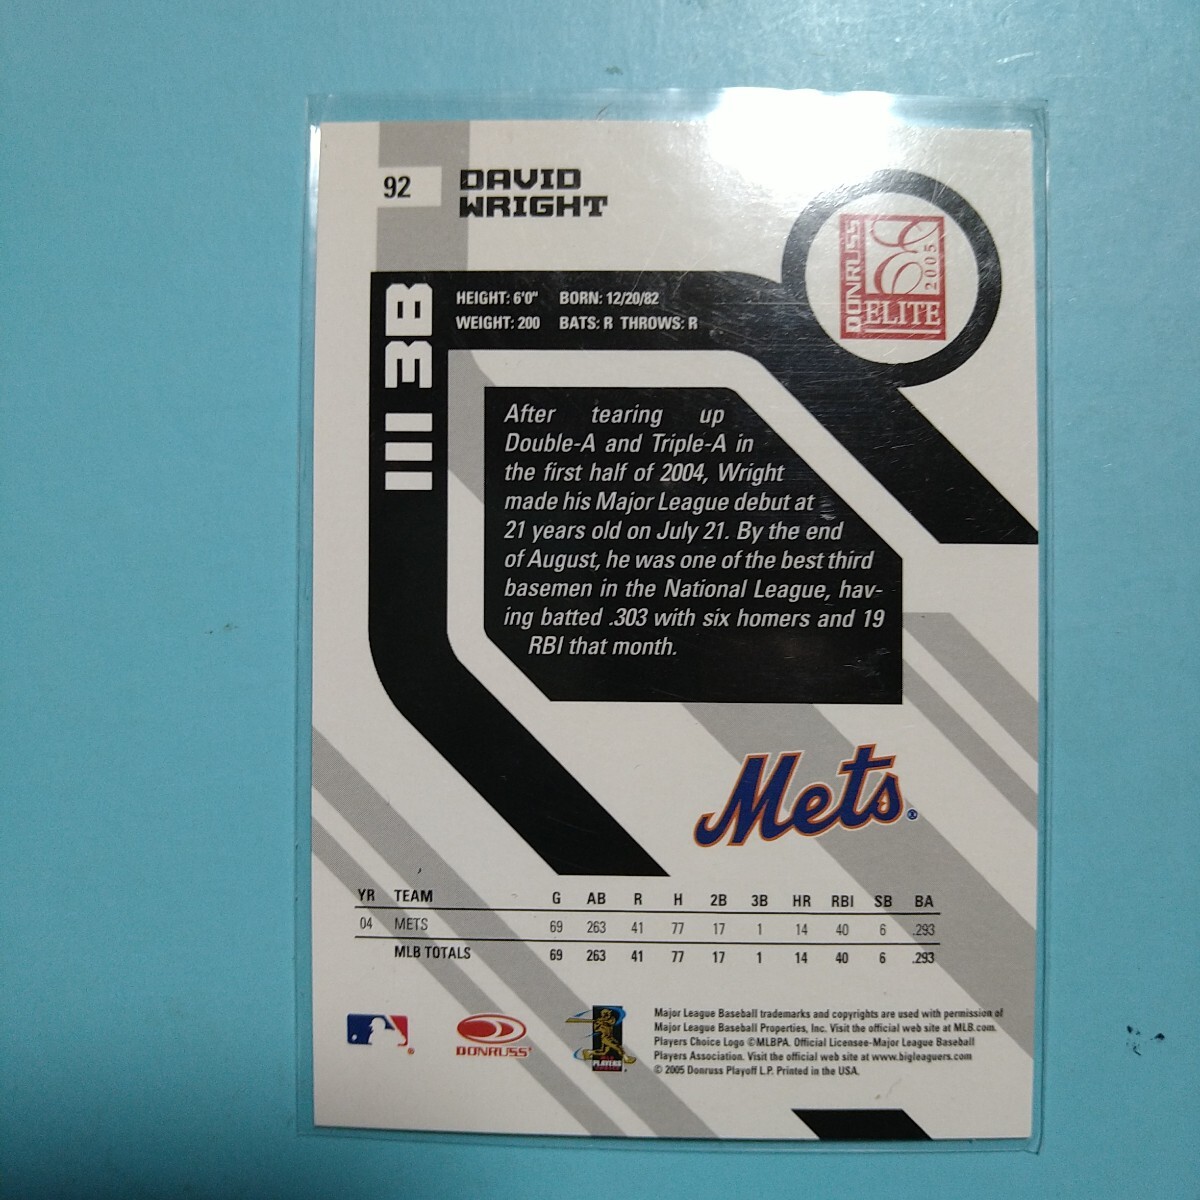 92
DAVID
WRIGHT
DONRUSS
ELITE
2005
3B
HEIGHT: 6'0" BORN: 12/20/82
WEIGHT: 200 BATS: R THROWS: R
After tearing up
Double-A and Triple-A in
the first half of 2004, Wright
made his Major League debut at
21 years old on July 21. By the end
of August, he was one of the best third
basemen in the National League, hav-
ing batted .303 with six homers and 19
RBI that month.
Mets®
YR TEAM G AB R H 2B 3B HR RBI SB BA
04 METS 69 263 41 77 17 1 14 40 6 .293
MLB TOTALS 69 263 41 77 17 1 14 40 6 .293
DONRUSS
PLAYERS
Major League Baseball trademarks and copyrights are used with permission of
Major League Baseball Properties, Inc. Visit the official web site at MLB.com.
Players Choice Logo ©MLBPA. Official Licensee-Major League Baseball
Players Association. Visit the official web site at www.bigleaguers.com
© 2005 Donruss Playoff L.P. Printed in the USA.